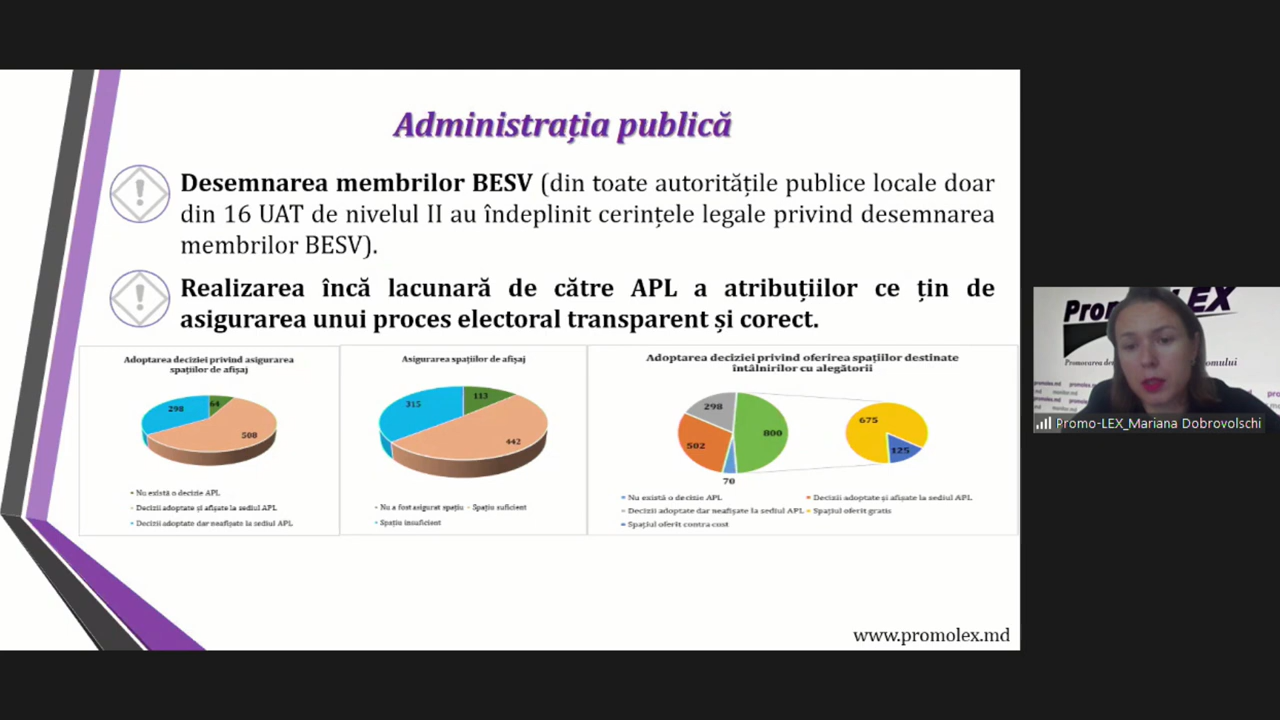 Administrația publică
Desemnarea membrilor BESV (din toate autoritățile publice locale doar
din 16 UAT de nivelul II au îndeplinit cerințele legale privind desemnarea
membrilor BESV).
Realizarea încă lacunară de către APL a atribuțiilor ce țin de
asigurarea unui proces electoral transparent și corect.
Adoptarea deciziei privind asigurarea
spațiilor de afișaj
298
64
508
Nu există o decizie APL
Decizii adoptate și afișate la sediul APL
Decizii adoptate dar neafișate la sediul APL
Asigurarea spațiilor de afișaj
315
113
442
Nu a fost asigurat spațiu
Spațiu suficient
Spațiu insuficient
Adoptarea deciziei privind oferirea spațiilor destinate
întâlnirilor cu alegătorii
298
800
502
70
675
125
Nu există o decizie APL
Decizii adoptate și afișate la sediul APL
Decizii adoptate dar neafișate la sediul APL
Spațiul oferit gratis
Spațiul oferit contra cost
www.promolex.md
Promo-LEX_Mariana Dobrovolschi